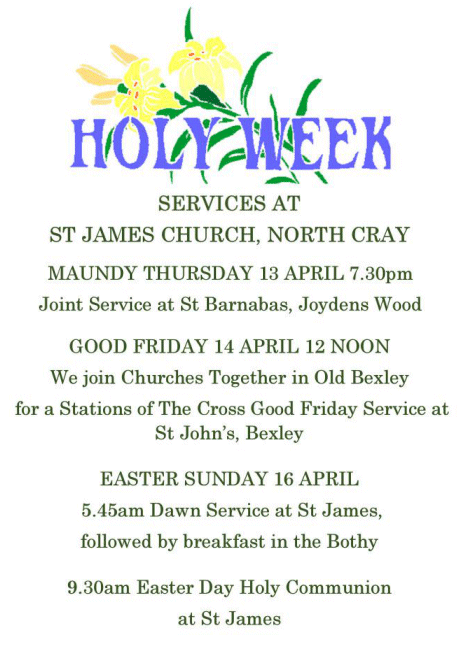 HOLY WEEK
SERVICES AT
ST JAMES CHURCH, NORTH CRAY
MAUNDY THURSDAY 13 APRIL 7.30pm
Joint Service at St Barnabas, Joydens Wood
GOOD FRIDAY 14 APRIL 12 NOON
We join Churches Together in Old Bexley
for a Stations of The Cross Good Friday Service at
St John's, Bexley
EASTER SUNDAY 16 APRIL
5.45am Dawn Service at St James,
followed by breakfast in the Bothy
9.30am Easter Day Holy Communion
at St James